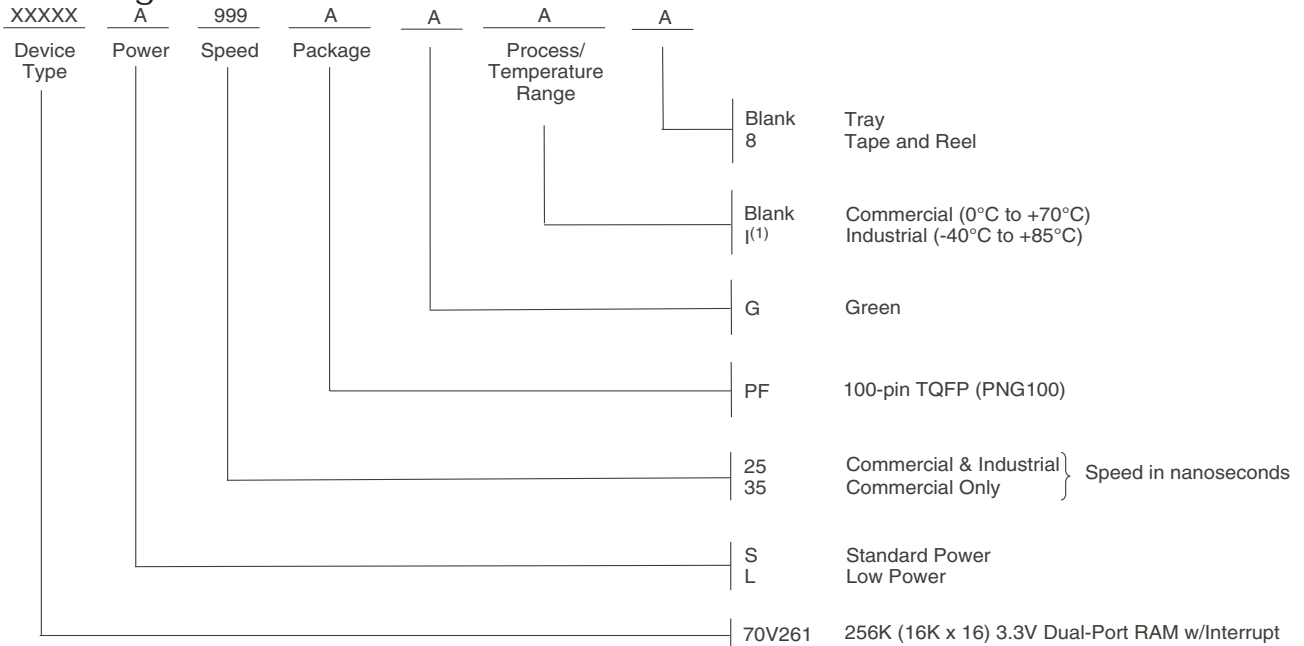 XXXXX A 999 A A A A
Device Type Power Speed Package Process/ Temperature Range
Blank Tray
8 Tape and Reel
Blank Commercial (0°C to +70°C)
I(1) Industrial (-40°C to +85°C)
G Green
PF 100-pin TQFP (PNG100)
25 Commercial & Industrial
35 Commercial Only
Speed in nanoseconds
S Standard Power
L Low Power
70V261 256K (16K x 16) 3.3V Dual-Port RAM w/Interrupt